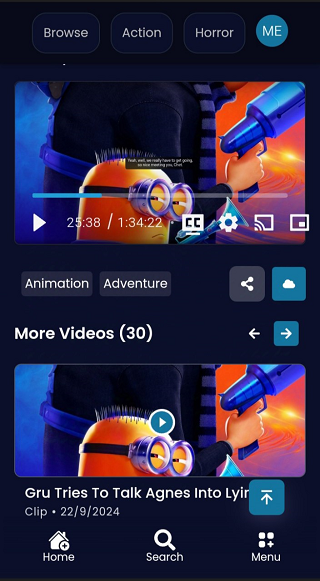 Browse
Action
Horror
ME
Yeah, well, we really have to get going,
so nice meeting you, Chet.
25:38 / 1:34:22
CC
Animation
Adventure
More Videos (30)
Gru Tries To Talk Agnes Into Lyin
Clip • 22/9/2024
Home
Search
Menu